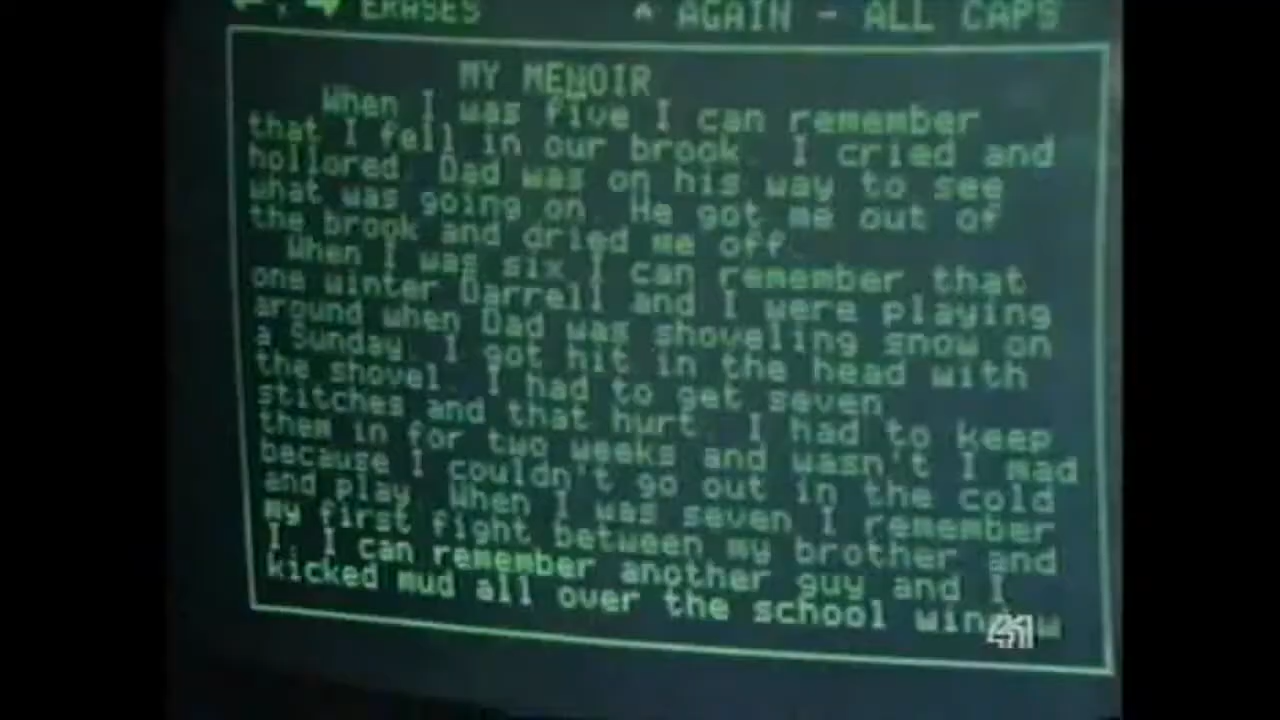 ERASES ^ AGAIN - ALL CAPS
MY MEMOIR
When I was five I can remember
that I fell in our brook. I cried and
hollored. Dad was on his way to see
what was going on. He got me out of
the brook and dried me off.
When I was six I can remember that
one winter Darrell and I were playing
around when Dad was shoveling snow on
a Sunday. I got hit in the head with
the shovel. I had to get seven
stitches and that hurt. I had to keep
them in for two weeks and wasn't I mad
because I couldn't go out in the cold
and play. When I was seven I remember
my first fight between my brother and
I. I can remember another guy and I
kicked mud all over the school window
41